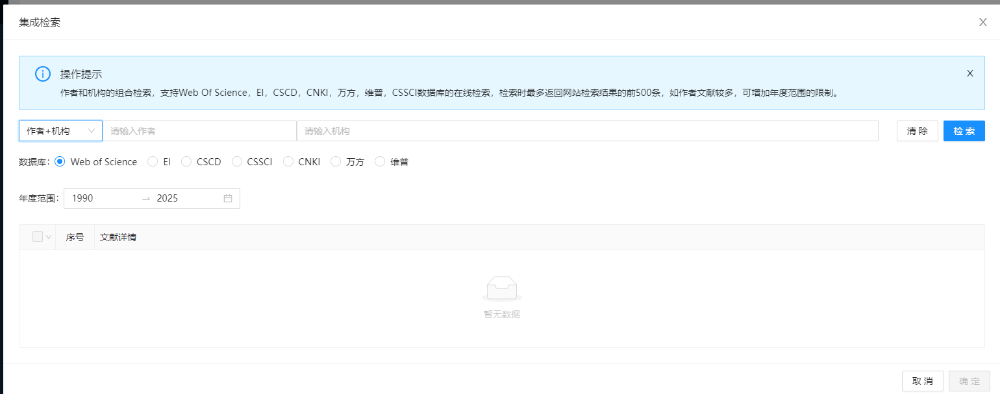 集成检索
操作提示
作者和机构的组合检索，支持Web Of Science，EI，CSCD，CNKI，万方，维普，CSSCI数据库的在线检索，检索时最多返回网站检索结果的前500条，如作者文献较多，可增加年度范围的限制。
作者+机构 请输入作者 请输入机构 清 除 检 索
数据库： Web of Science EI CSCD CSSCI CNKI 万方 维普
年度范围： 1990 → 2025
序号 文献详情
暂无数据
取 消 确 定